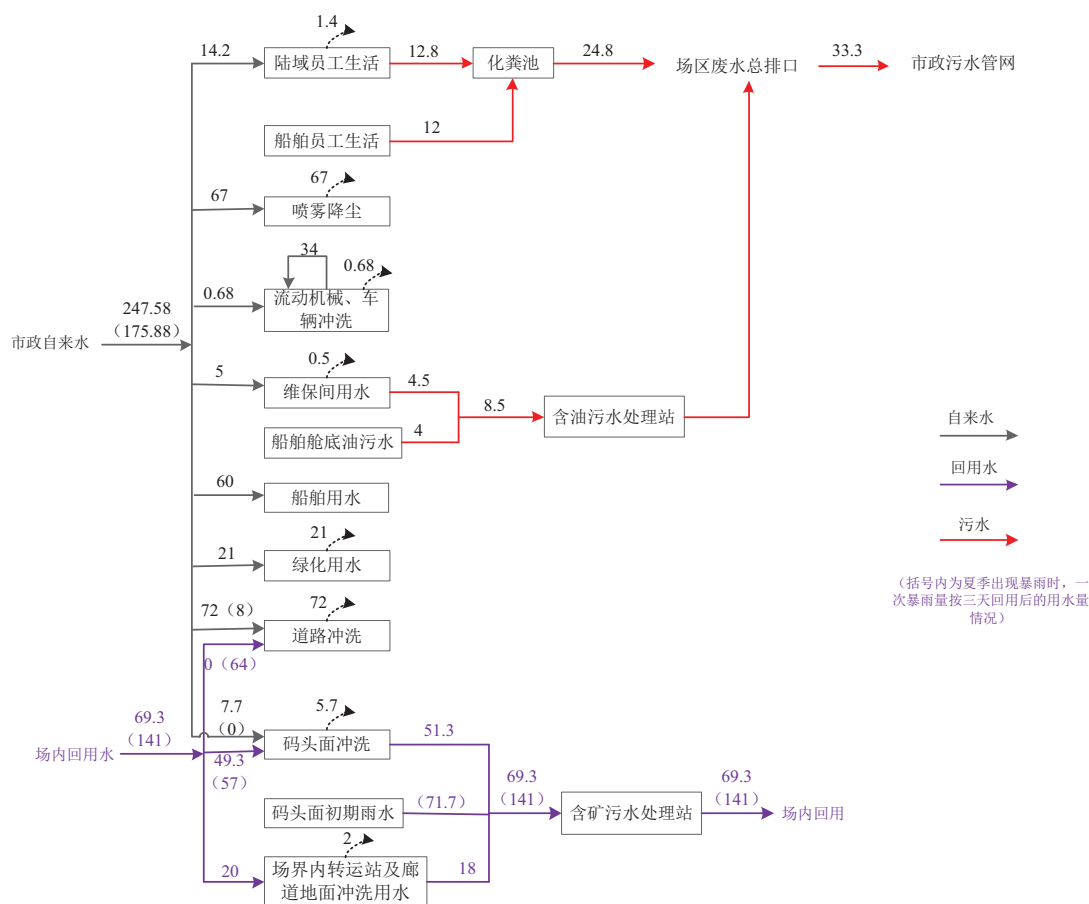 1.4
14.2
陆域员工生活
12.8
化粪池
24.8
场区废水总排口
33.3
市政污水管网
船舶员工生活
12
67
67
喷雾降尘
34
0.68
0.68
流动机械、车
辆冲洗
247.58
（175.88）
市政自来水
0.5
5
维保间用水
4.5
8.5
含油污水处理站
船舶舱底油污水
4
60
船舶用水
21
21
绿化用水
72（8）
72
道路冲洗
0（64）
自来水
回用水
污水
（括号内为夏季出现暴雨时，一
次暴雨量按三天回用后的用水量
情况）
7.7
（0）
5.7
码头面冲洗
51.3
69.3
（141）
场内回用水
49.3
（57）
码头面初期雨水
（71.7）
69.3
（141）
含矿污水处理站
69.3
（141）
场内回用
2
20
场界内转运站及廊
道地面冲洗用水
18